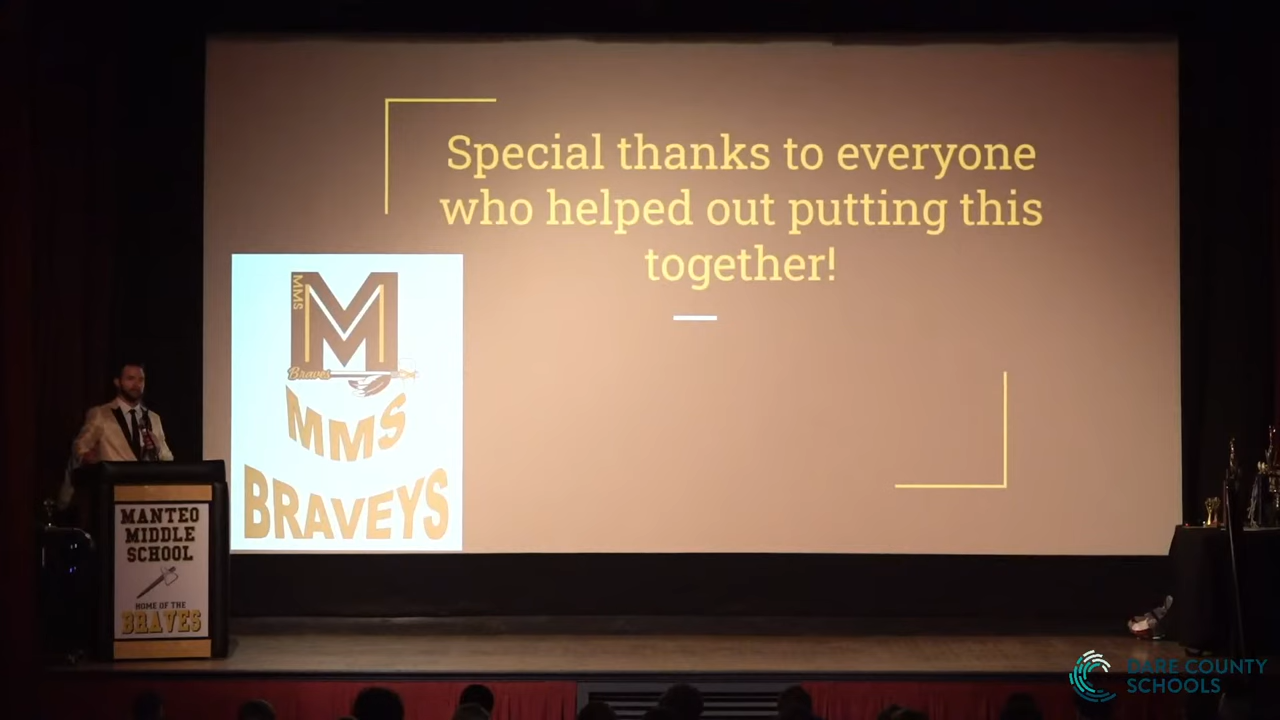 Special thanks to everyone
who helped out putting this
together!
MMS
M
Braves
MMS
BRAVEYS
MANTEO
MIDDLE
SCHOOL
HOME OF THE
BRAVES
DARE COUNTY
SCHOOLS